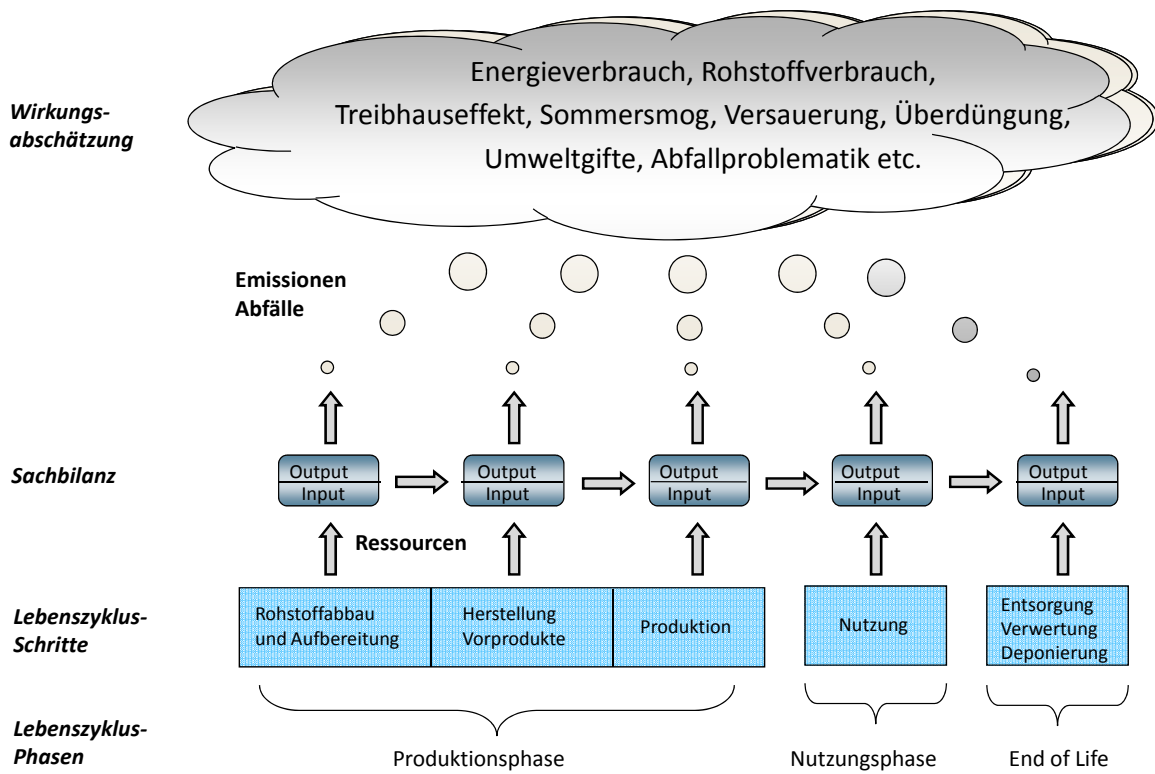 Energieverbrauch, Rohstoffverbrauch,
Treibhauseffekt, Sommersmog, Versauerung, Überdüngung,
Umweltgifte, Abfallproblematik etc.
Wirkungs-
abschätzung
Emissionen
Abfälle
Sachbilanz
Output
Input
Output
Input
Output
Input
Output
Input
Output
Input
Ressourcen
Lebenszyklus-
Schritte
Rohstoffabbau
und Aufbereitung
Herstellung
Vorprodukte
Produktion
Nutzung
Entsorgung
Verwertung
Deponierung
Lebenszyklus-
Phasen
Produktionsphase
Nutzungsphase
End of Life